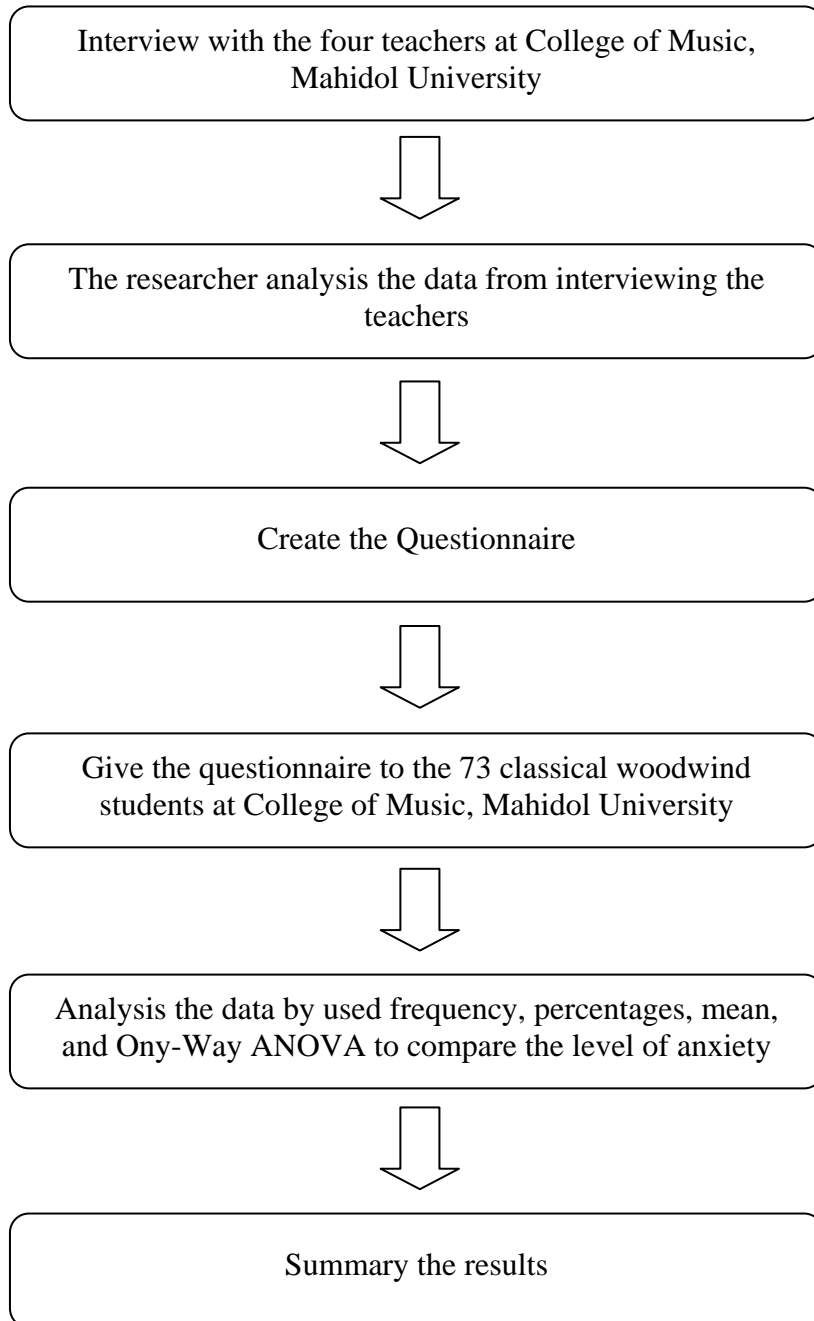 Interview with the four teachers at College of Music,
Mahidol University
The researcher analysis the data from interviewing the
teachers
Create the Questionnaire
Give the questionnaire to the 73 classical woodwind
students at College of Music, Mahidol University
Analysis the data by used frequency, percentages, mean,
and Ony-Way ANOVA to compare the level of anxiety
Summary the results